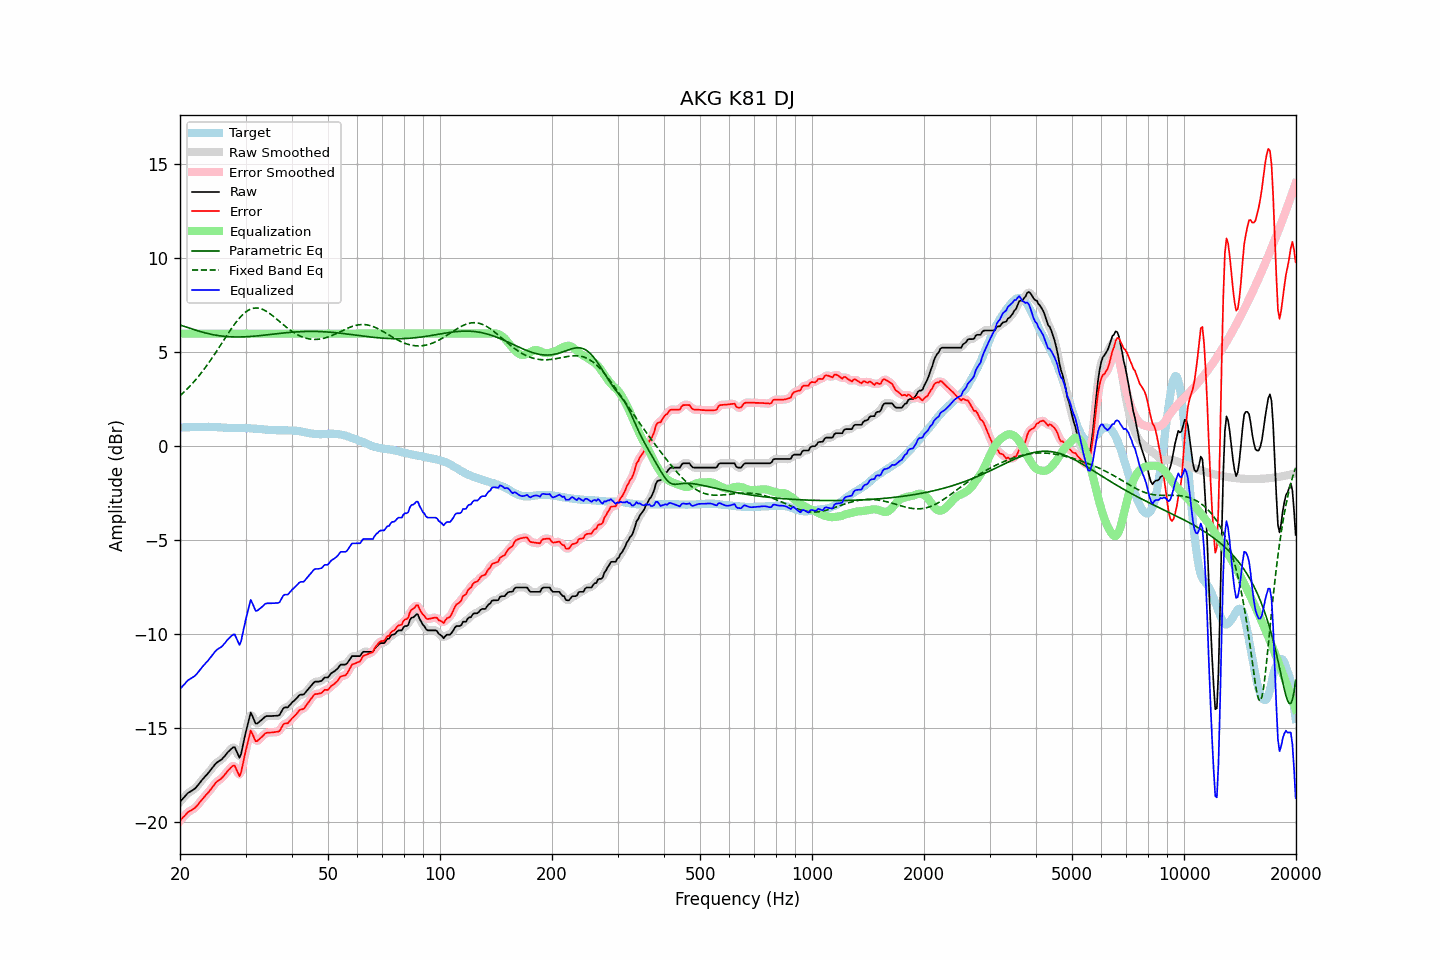 AKG K81 DJ
Target
Raw Smoothed
Error Smoothed
Raw
Error
Equalization
Parametric Eq
Fixed Band Eq
Equalized
15
10
5
0
−5
−10
−15
−20
Amplitude (dBr)
20 50 100 200 500 1000 2000 5000 10000 20000
Frequency (Hz)